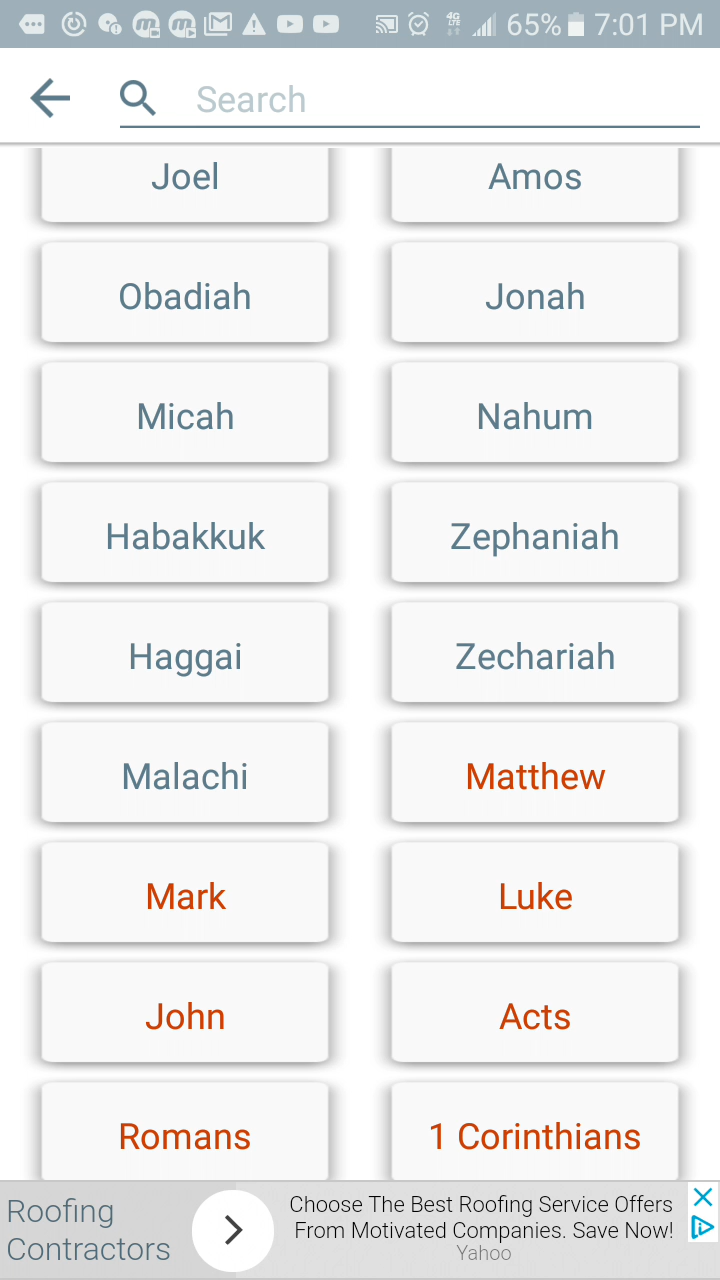 4G LTE 65% 7:01 PM
Search
Joel Amos
Obadiah Jonah
Micah Nahum
Habakkuk Zephaniah
Haggai Zechariah
Malachi Matthew
Mark Luke
John Acts
Romans 1 Corinthians
Roofing
Contractors
Choose The Best Roofing Service Offers
From Motivated Companies. Save Now!
Yahoo